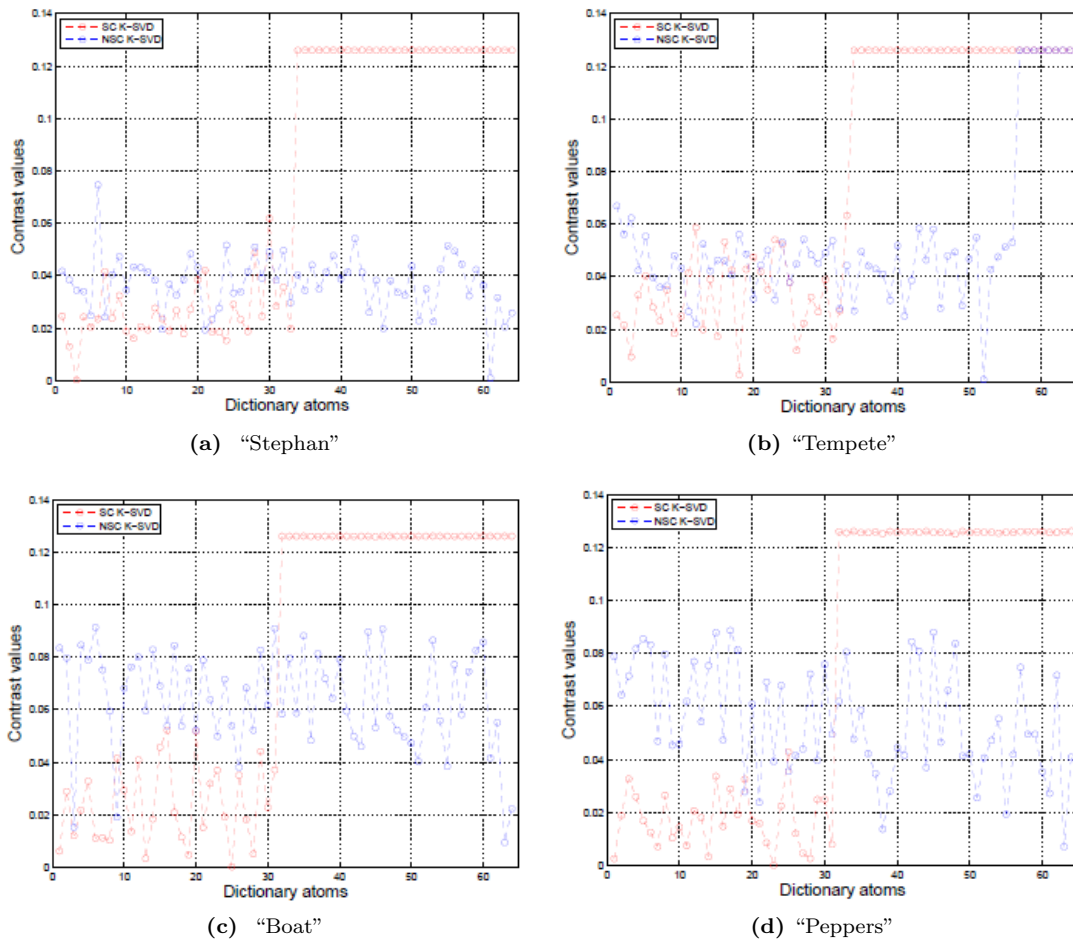 0.14
0.12
0.1
0.08
0.06
0.04
0.02
0
Contrast values
SC K-SVD
NSC K-SVD
0 10 20 30 40 50 60
Dictionary atoms
(a) “Stephan”
0.14
0.12
0.1
0.08
0.06
0.04
0.02
0
Contrast values
SC K-SVD
NSC K-SVD
0 10 20 30 40 50 60
Dictionary atoms
(b) “Tempete”
0.14
0.12
0.1
0.08
0.06
0.04
0.02
0
Contrast values
SC K-SVD
NSC K-SVD
0 10 20 30 40 50 60
Dictionary atoms
(c) “Boat”
0.14
0.12
0.1
0.08
0.06
0.04
0.02
0
Contrast values
SC K-SVD
NSC K-SVD
0 10 20 30 40 50 60
Dictionary atoms
(d) “Peppers”